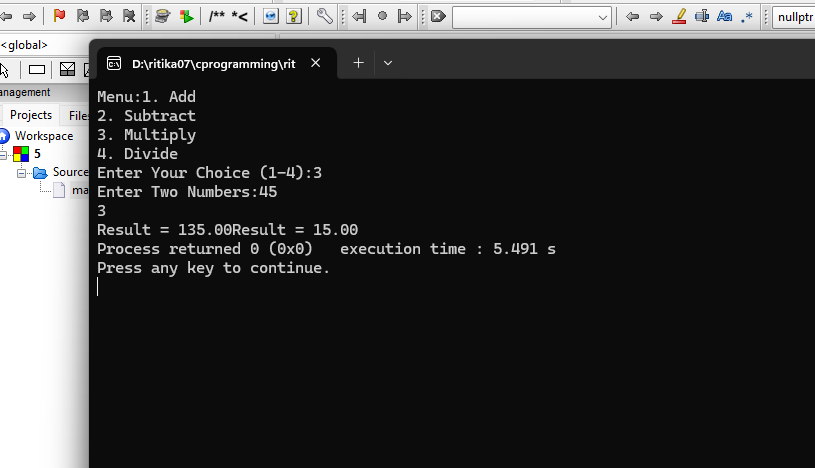 /** *<
nullptr
<global>
D:\ritika07\cprogramming\rit
anagement
Projects Files
Workspace
5
Source
ma
Menu:1. Add
2. Subtract
3. Multiply
4. Divide
Enter Your Choice (1-4):3
Enter Two Numbers:45
3
Result = 135.00Result = 15.00
Process returned 0 (0x0)   execution time : 5.491 s
Press any key to continue.